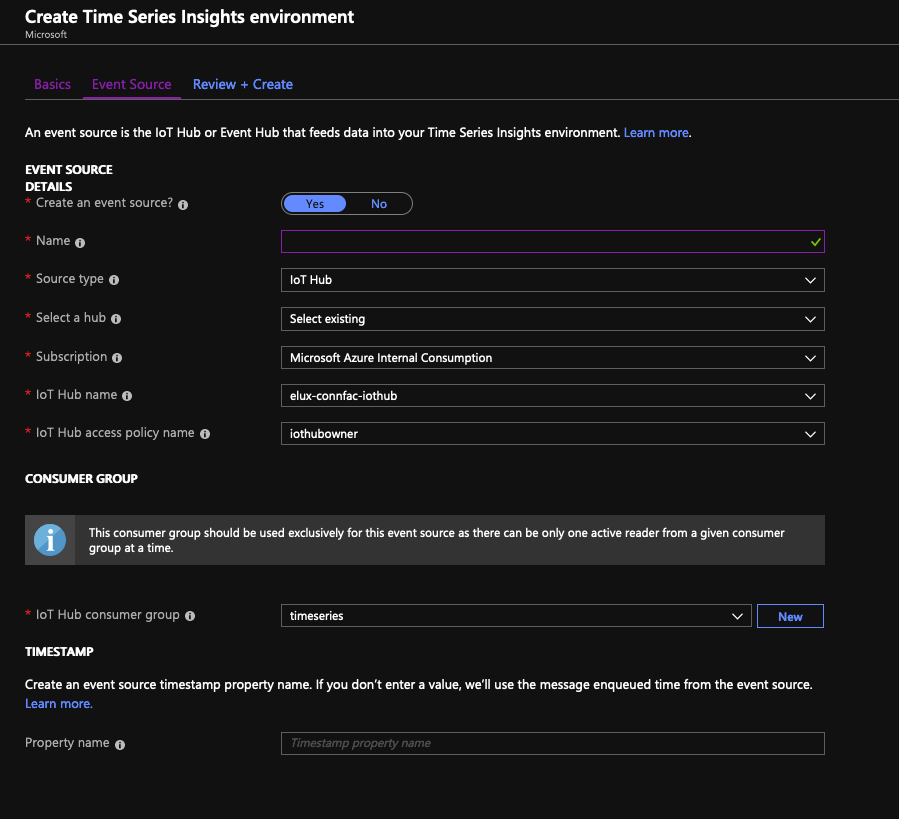 Create Time Series Insights environment
Microsoft
Basics Event Source Review + Create
An event source is the IoT Hub or Event Hub that feeds data into your Time Series Insights environment. Learn more.
EVENT SOURCE
DETAILS
* Create an event source? Yes No
* Name
* Source type IoT Hub
* Select a hub Select existing
* Subscription Microsoft Azure Internal Consumption
* IoT Hub name elux-connfac-iothub
* IoT Hub access policy name iothubowner
CONSUMER GROUP
This consumer group should be used exclusively for this event source as there can be only one active reader from a given consumer
group at a time.
* IoT Hub consumer group timeseries New
TIMESTAMP
Create an event source timestamp property name. If you don't enter a value, we'll use the message enqueued time from the event source.
Learn more.
Property name Timestamp property name